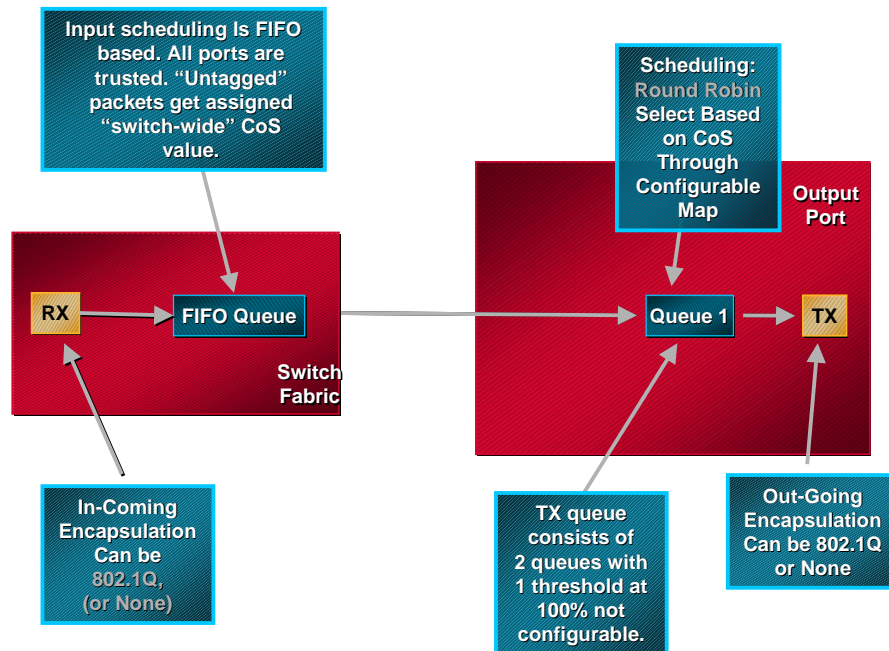 Input scheduling Is FIFO
based. All ports are
trusted. “Untagged”
packets get assigned
“switch-wide” CoS
value.
Scheduling:
Round Robin
Select Based
on CoS
Through
Configurable
Map
Output
Port
RX
FIFO Queue
Switch
Fabric
Queue 1
TX
In-Coming
Encapsulation
Can be
802.1Q,
(or None)
TX queue
consists of
2 queues with
1 threshold at
100% not
configurable.
Out-Going
Encapsulation
Can be 802.1Q
or None